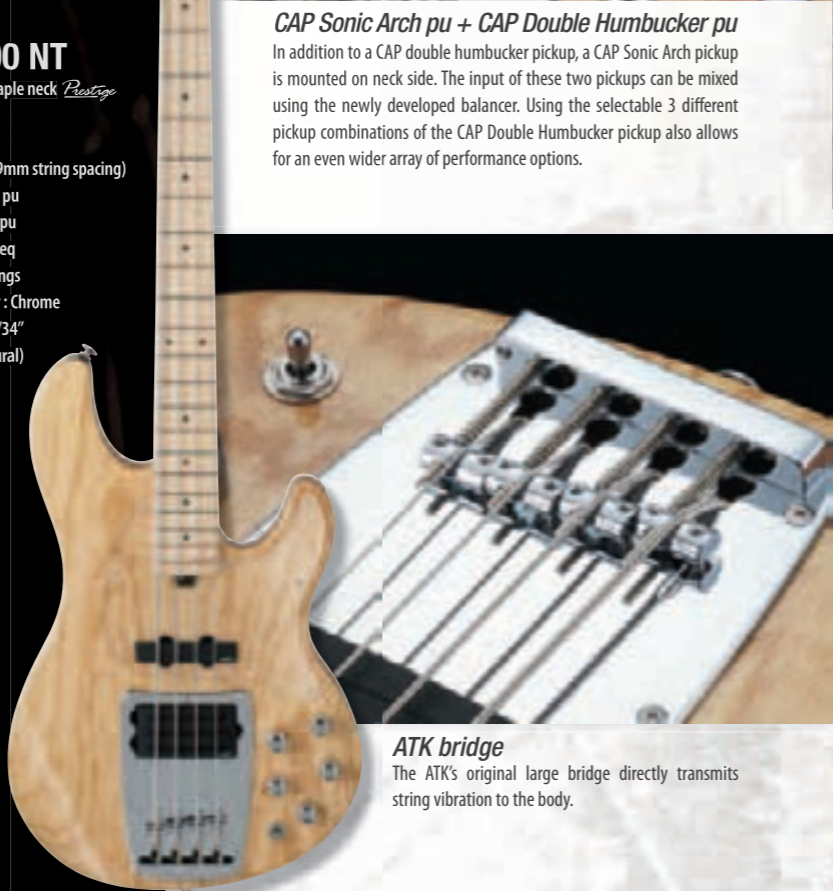 00 NT
aple neck Prestige
9mm string spacing)
pu
pu
eq
ngs
: Chrome
/34"
ral)
CAP Sonic Arch pu + CAP Double Humbucker pu
In addition to a CAP double humbucker pickup, a CAP Sonic Arch pickup
is mounted on neck side. The input of these two pickups can be mixed
using the newly developed balancer. Using the selectable 3 different
pickup combinations of the CAP Double Humbucker pickup also allows
for an even wider array of performance options.
ATK bridge
The ATK's original large bridge directly transmits
string vibration to the body.